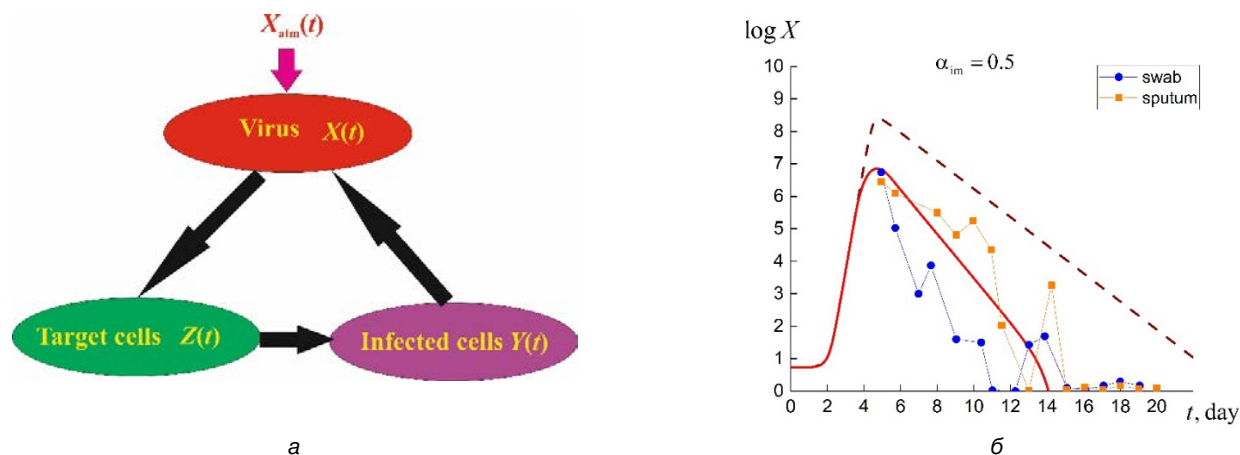 X_atm(t)
Virus X(t)
Target cells Z(t)
Infected cells Y(t)
а
log X
α_im = 0.5
swab
sputum
10
9
8
7
6
5
4
3
2
1
0
0 2 4 6 8 10 12 14 16 18 20
t, day
б